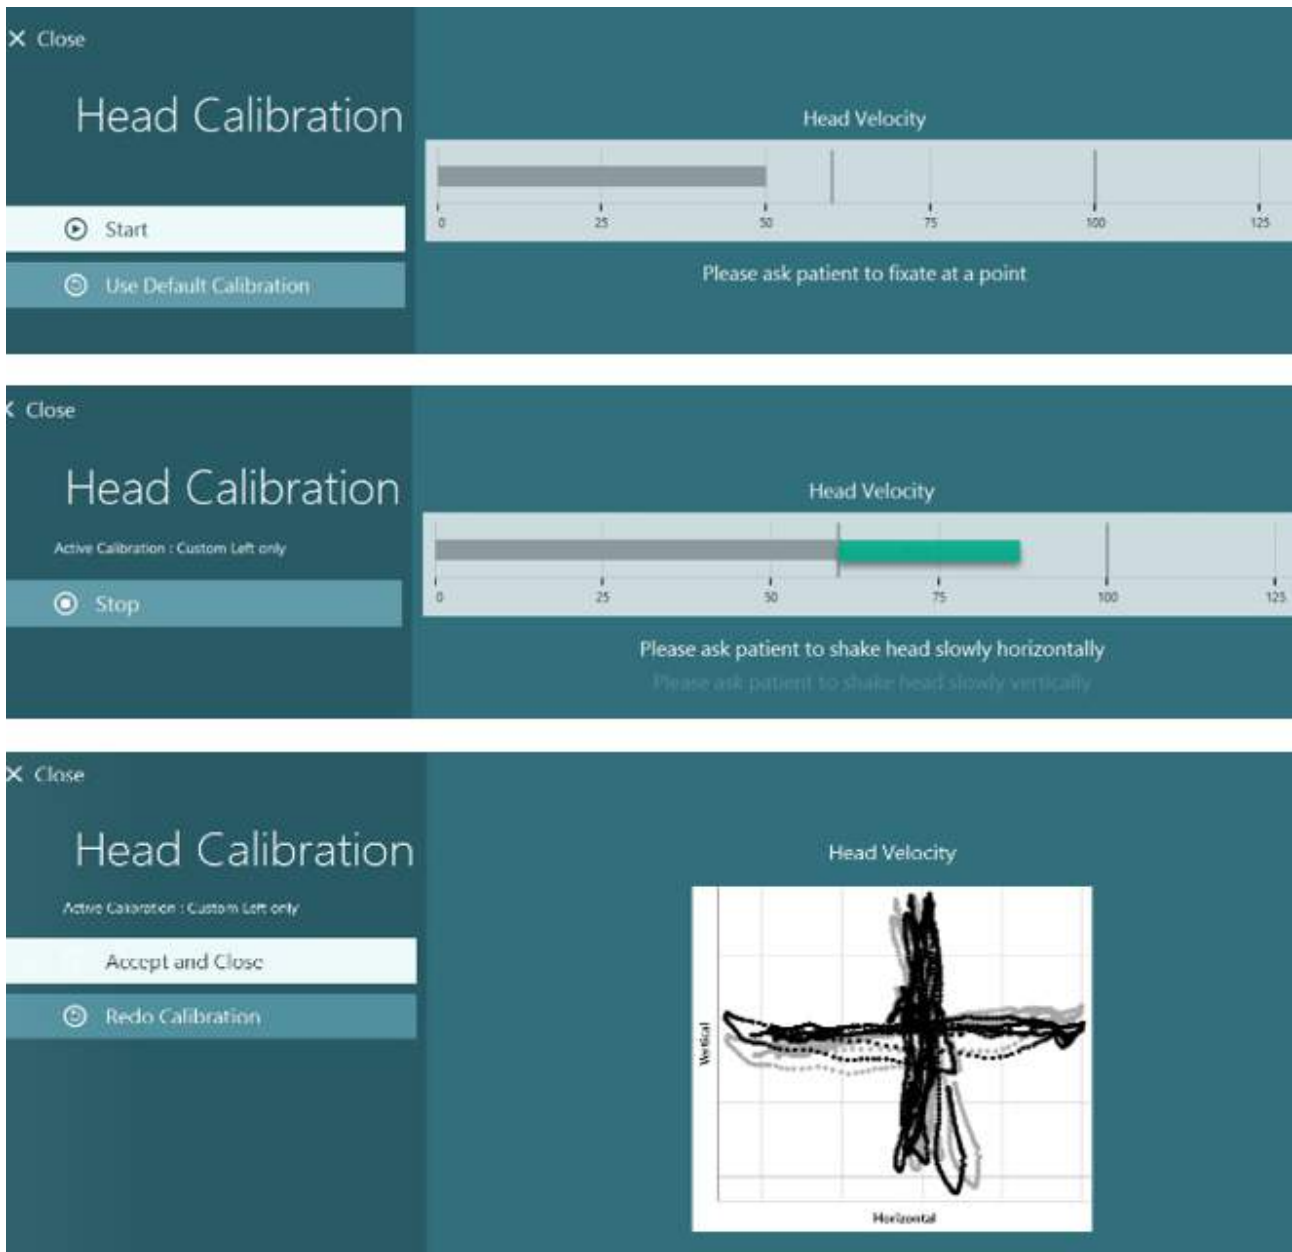 Close
Head Calibration
Head Velocity
0 25 50 75 100 125
Start
Use Default Calibration
Please ask patient to fixate at a point
Close
Head Calibration
Head Velocity
Active Calibration : Custom Left only
0 25 50 75 100 125
Stop
Please ask patient to shake head slowly horizontally
Please ask patient to shake head slowly vertically
Close
Head Calibration
Head Velocity
Active Calibration : Custom Left only
Accept and Close
Redo Calibration
Vertical
Horizontal